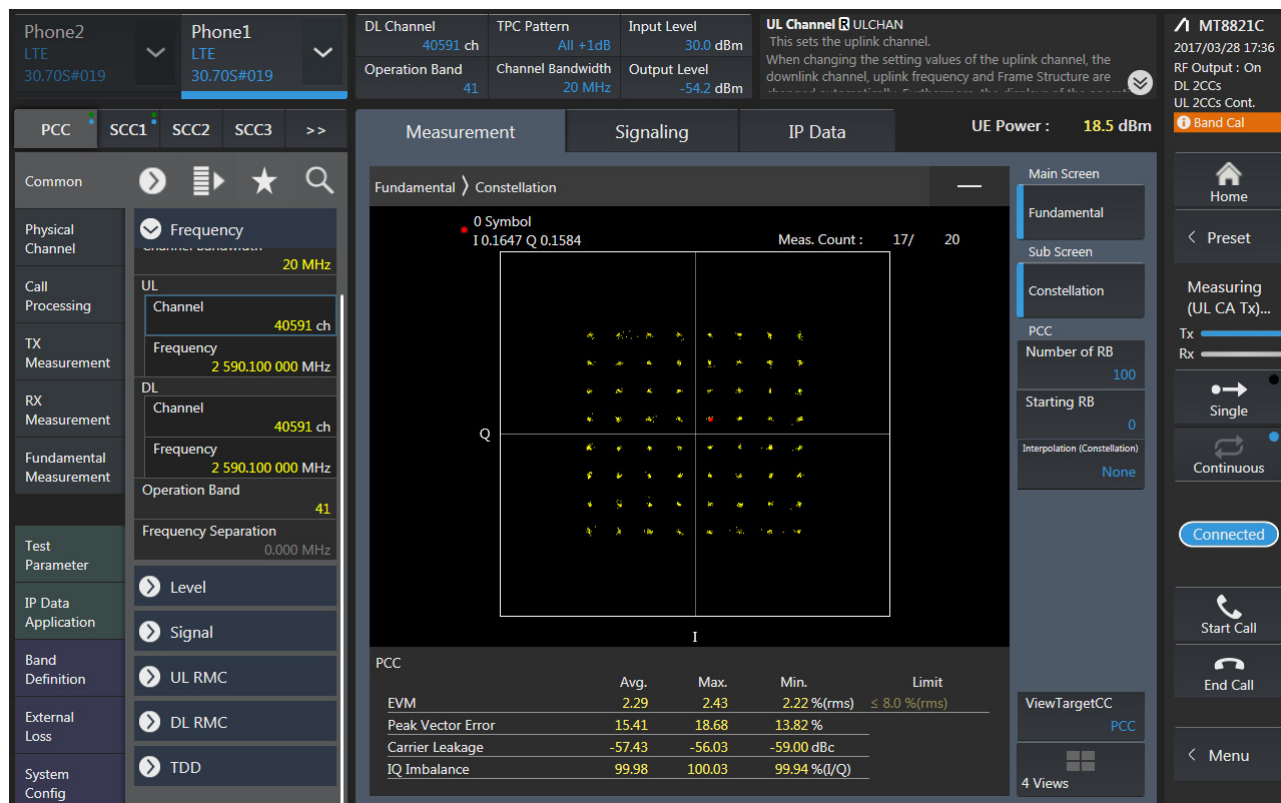 Phone2
LTE
30.70S#019
Phone1
LTE
30.70S#019
DL Channel
40591 ch
TPC Pattern
All +1dB
Input Level
30.0 dBm
Operation Band
41
Channel Bandwidth
20 MHz
Output Level
-54.2 dBm
UL Channel R ULCHAN
This sets the uplink channel.
When changing the setting values of the uplink channel, the
downlink channel, uplink frequency and Frame Structure are
MT8821C
2017/03/28 17:36
RF Output : On
DL 2CCs
UL 2CCs Cont.
Band Cal
PCC SCC1 SCC2 SCC3 >>
Measurement Signaling IP Data
UE Power : 18.5 dBm
Common
Physical
Channel
Call
Processing
TX
Measurement
RX
Measurement
Fundamental
Measurement
Test
Parameter
IP Data
Application
Band
Definition
External
Loss
System
Config
Frequency
Channel Bandwidth
20 MHz
UL
Channel
40591 ch
Frequency
2 590.100 000 MHz
DL
Channel
40591 ch
Frequency
2 590.100 000 MHz
Operation Band
41
Frequency Separation
0.000 MHz
Level
Signal
UL RMC
DL RMC
TDD
Fundamental 〉 Constellation
0 Symbol
I 0.1647 Q 0.1584
Meas. Count : 17/ 20
Q
I
PCC
Avg. Max. Min. Limit
EVM 2.29 2.43 2.22 %(rms) ≤ 8.0 %(rms)
Peak Vector Error 15.41 18.68 13.82 %
Carrier Leakage -57.43 -56.03 -59.00 dBc
IQ Imbalance 99.98 100.03 99.94 %(I/Q)
Main Screen
Fundamental
Sub Screen
Constellation
PCC
Number of RB
100
Starting RB
0
Interpolation (Constellation)
None
ViewTargetCC
PCC
4 Views
Home
< Preset
Measuring
(UL CA Tx)...
Tx
Rx
Single
Continuous
Connected
Start Call
End Call
< Menu